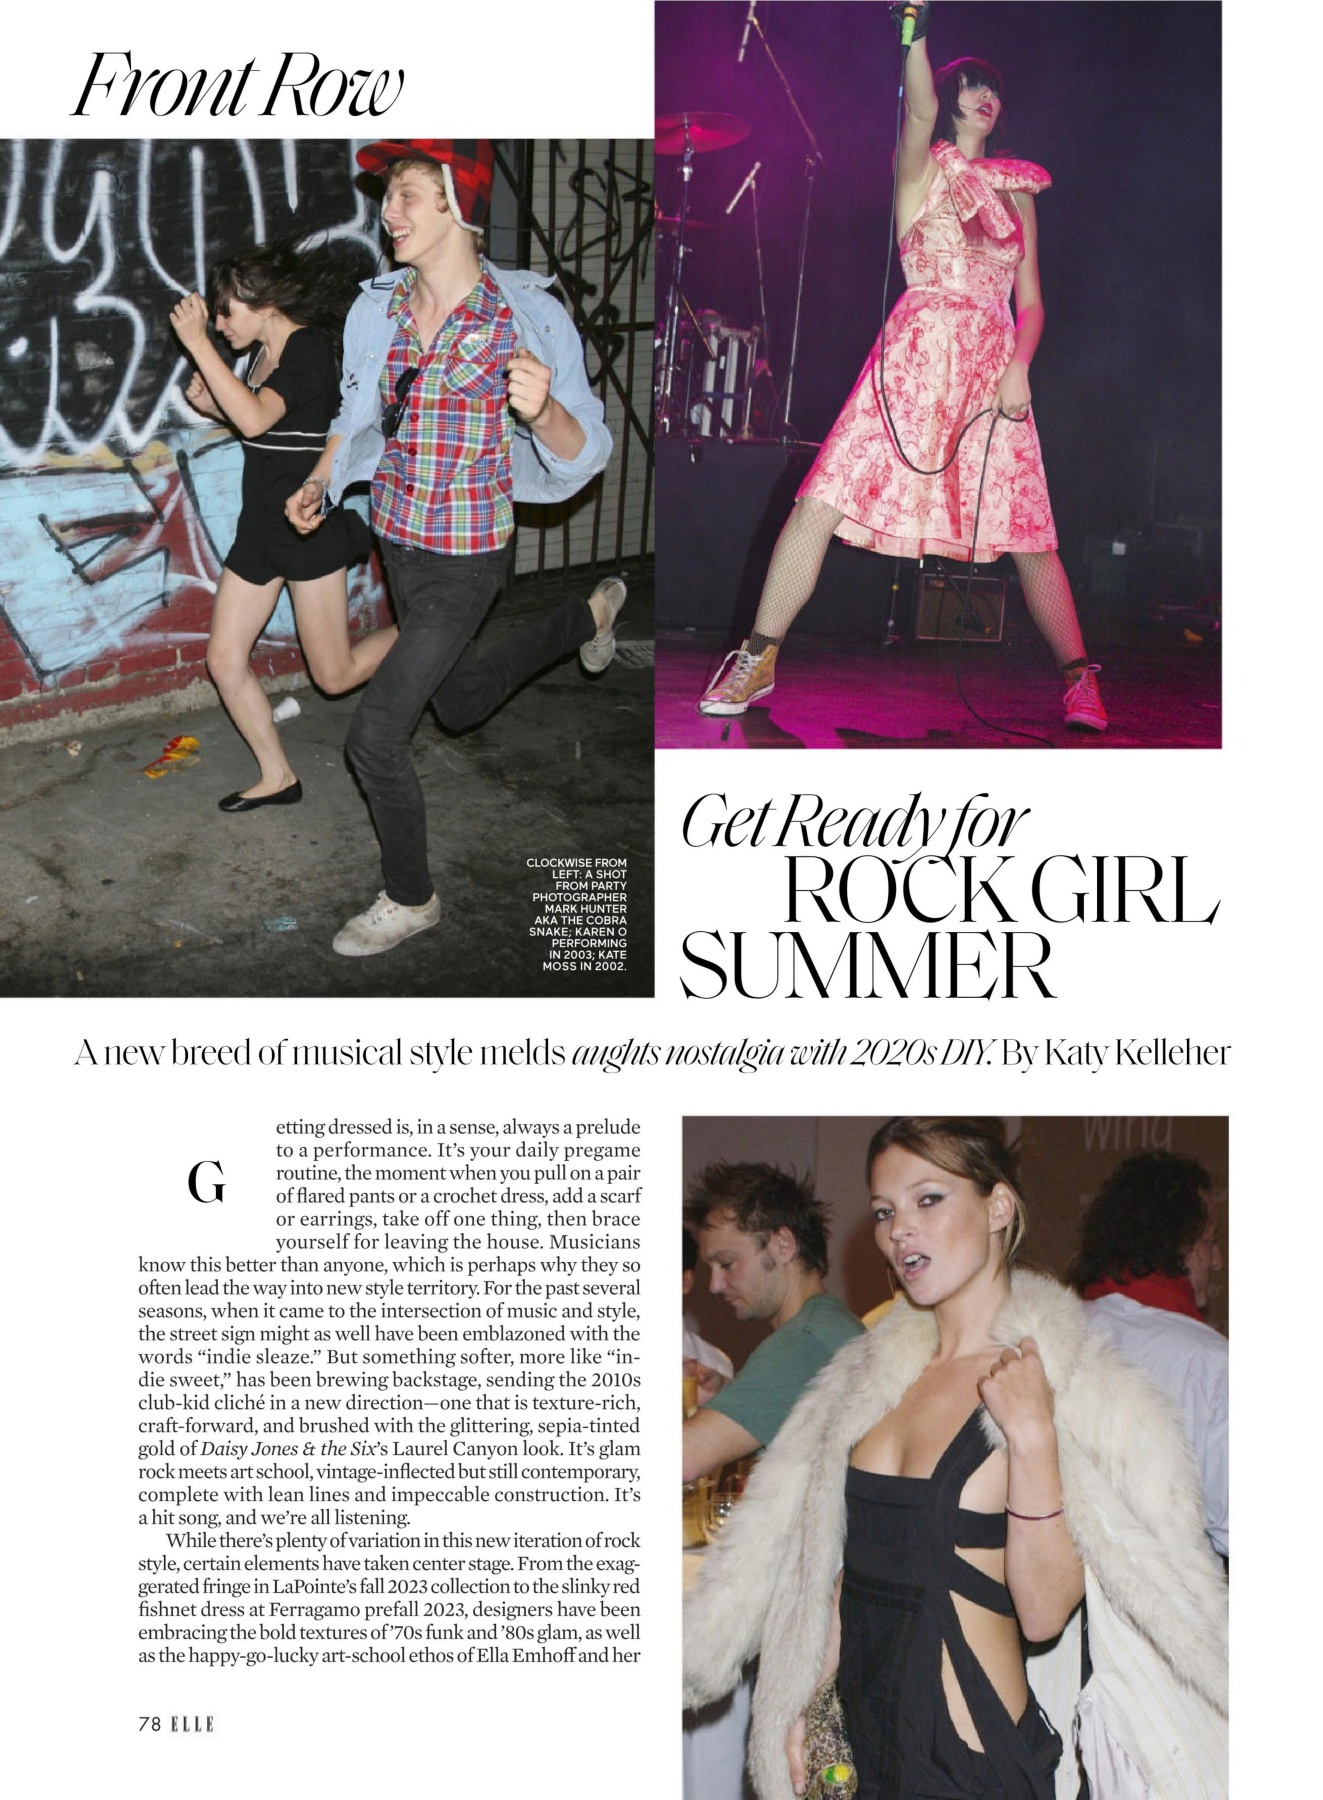 Front Row
CLOCKWISE FROM
LEFT: A SHOT
FROM PARTY
PHOTOGRAPHER
MARK HUNTER
AKA THE COBRA
SNAKE; KAREN O
PERFORMING
IN 2003; KATE
MOSS IN 2002.
Get Ready for
ROCK GIRL
SUMMER
A new breed of musical style melds aughts nostalgia with 2020s DIY. By Katy Kelleher
Getting dressed is, in a sense, always a prelude
to a performance. It’s your daily pregame
routine, the moment when you pull on a pair
of flared pants or a crochet dress, add a scarf
or earrings, take off one thing, then brace
yourself for leaving the house. Musicians
know this better than anyone, which is perhaps why they so
often lead the way into new style territory. For the past several
seasons, when it came to the intersection of music and style,
the street sign might as well have been emblazoned with the
words “indie sleaze.” But something softer, more like “in-
die sweet,” has been brewing backstage, sending the 2010s
club-kid cliché in a new direction—one that is texture-rich,
craft-forward, and brushed with the glittering, sepia-tinted
gold of Daisy Jones & the Six’s Laurel Canyon look. It’s glam
rock meets art school, vintage-inflected but still contemporary,
complete with lean lines and impeccable construction. It’s
a hit song, and we’re all listening.
While there’s plenty of variation in this new iteration of rock
style, certain elements have taken center stage. From the exag-
gerated fringe in LaPointe’s fall 2023 collection to the slinky red
fishnet dress at Ferragamo prefall 2023, designers have been
embracing the bold textures of ’70s funk and ’80s glam, as well
as the happy-go-lucky art-school ethos of Ella Emhoff and her
wind
78 ELLE